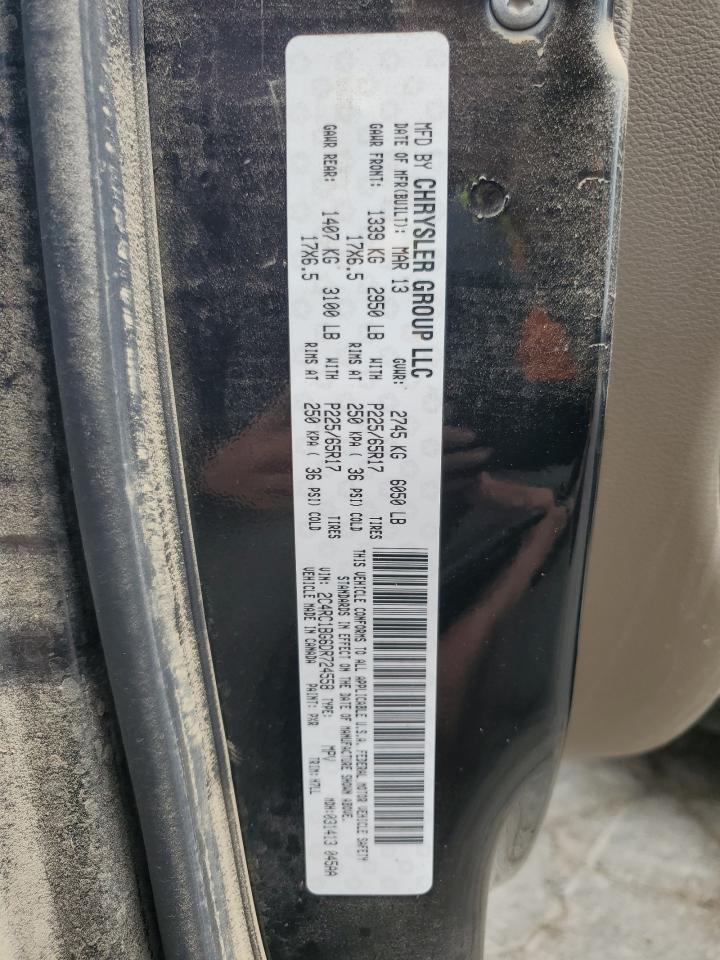 MFD BY CHRYSLER GROUP LLC
DATE OF MFR(BUILT): MAR 13 GVWR: 2745 KG 6050 LB
GAWR FRONT: 1339 KG 2950 LB WITH P225/65R17 TIRES
17X6.5 RIMS AT 250 KPA ( 36 PSI) COLD
GAWR REAR: 1407 KG 3100 LB WITH P225/65R17 TIRES
17X6.5 RIMS AT 250 KPA ( 36 PSI) COLD
THIS VEHICLE CONFORMS TO ALL APPLICABLE U.S.A. FEDERAL MOTOR VEHICLE SAFETY
STANDARDS IN EFFECT ON THE DATE OF MANUFACTURE SHOWN ABOVE.
VIN: 2C4RC1BG6DR724558 TYPE: MPV MDH:031413 045AA
VEHICLE MADE IN CANADA PAINT: PXR TRIM: H7LL